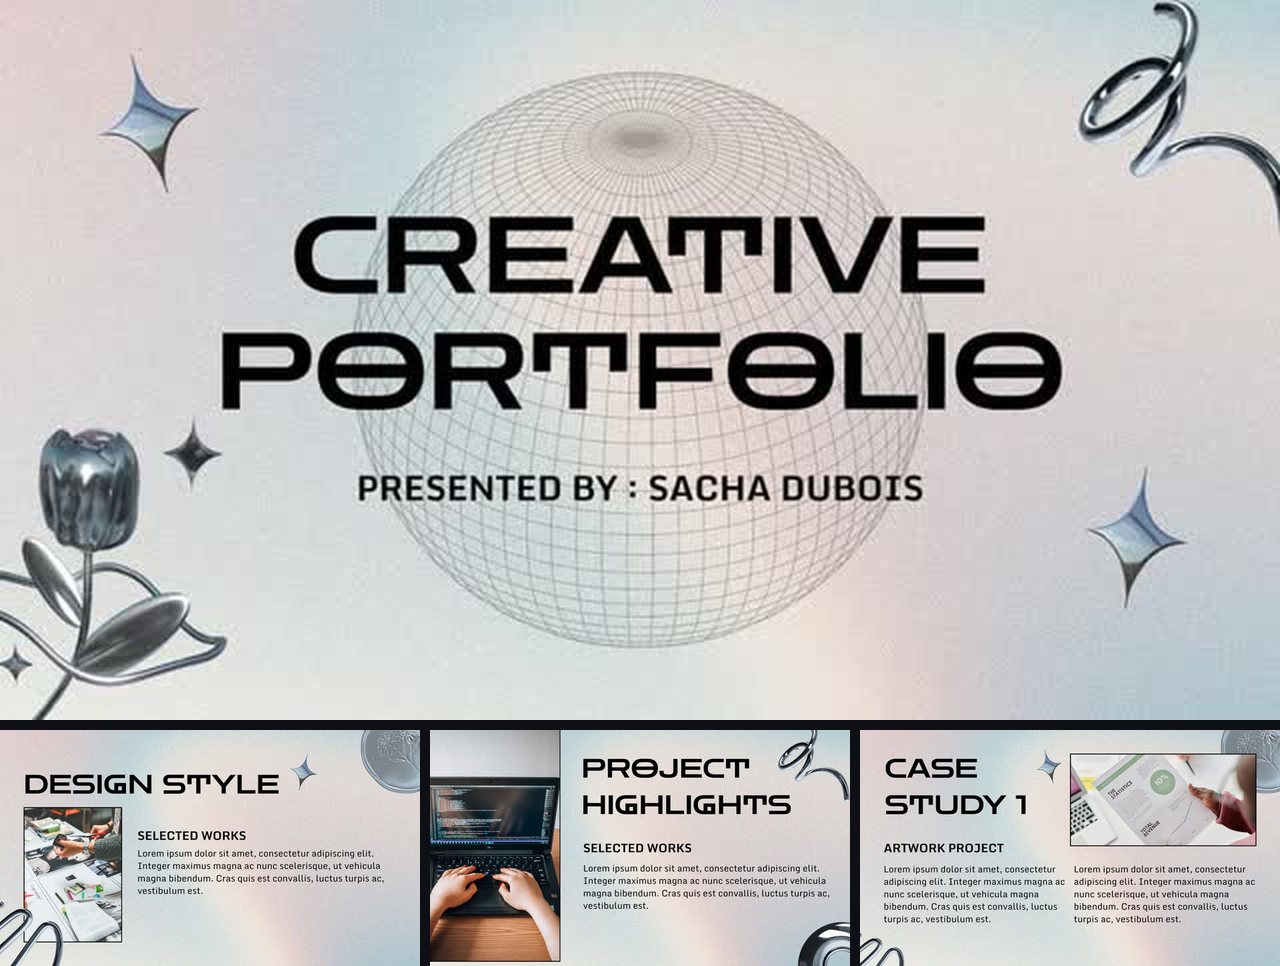 CREATIVE
PORTFOLIO
PRESENTED BY : SACHA DUBOIS
DESIGN STYLE
SELECTED WORKS
Lorem ipsum dolor sit amet, consectetur adipiscing elit.
Integer maximus magna ac nunc scelerisque, ut vehicula
magna bibendum. Cras quis est convallis, luctus turpis ac,
vestibulum est.
PROJECT
HIGHLIGHTS
SELECTED WORKS
Lorem ipsum dolor sit amet, consectetur adipiscing elit.
Integer maximus magna ac nunc scelerisque, ut vehicula
magna bibendum. Cras quis est convallis, luctus turpis ac,
vestibulum est.
CASE
STUDY 1
THE
STATISTICS
10%
TOTAL
REVENUE
ARTWORK PROJECT
Lorem ipsum dolor sit amet, consectetur
adipiscing elit. Integer maximus magna ac
nunc scelerisque, ut vehicula magna
bibendum. Cras quis est convallis, luctus
turpis ac, vestibulum est.
Lorem ipsum dolor sit amet, consectetur
adipiscing elit. Integer maximus magna ac
nunc scelerisque, ut vehicula magna
bibendum. Cras quis est convallis, luctus
turpis ac, vestibulum est.